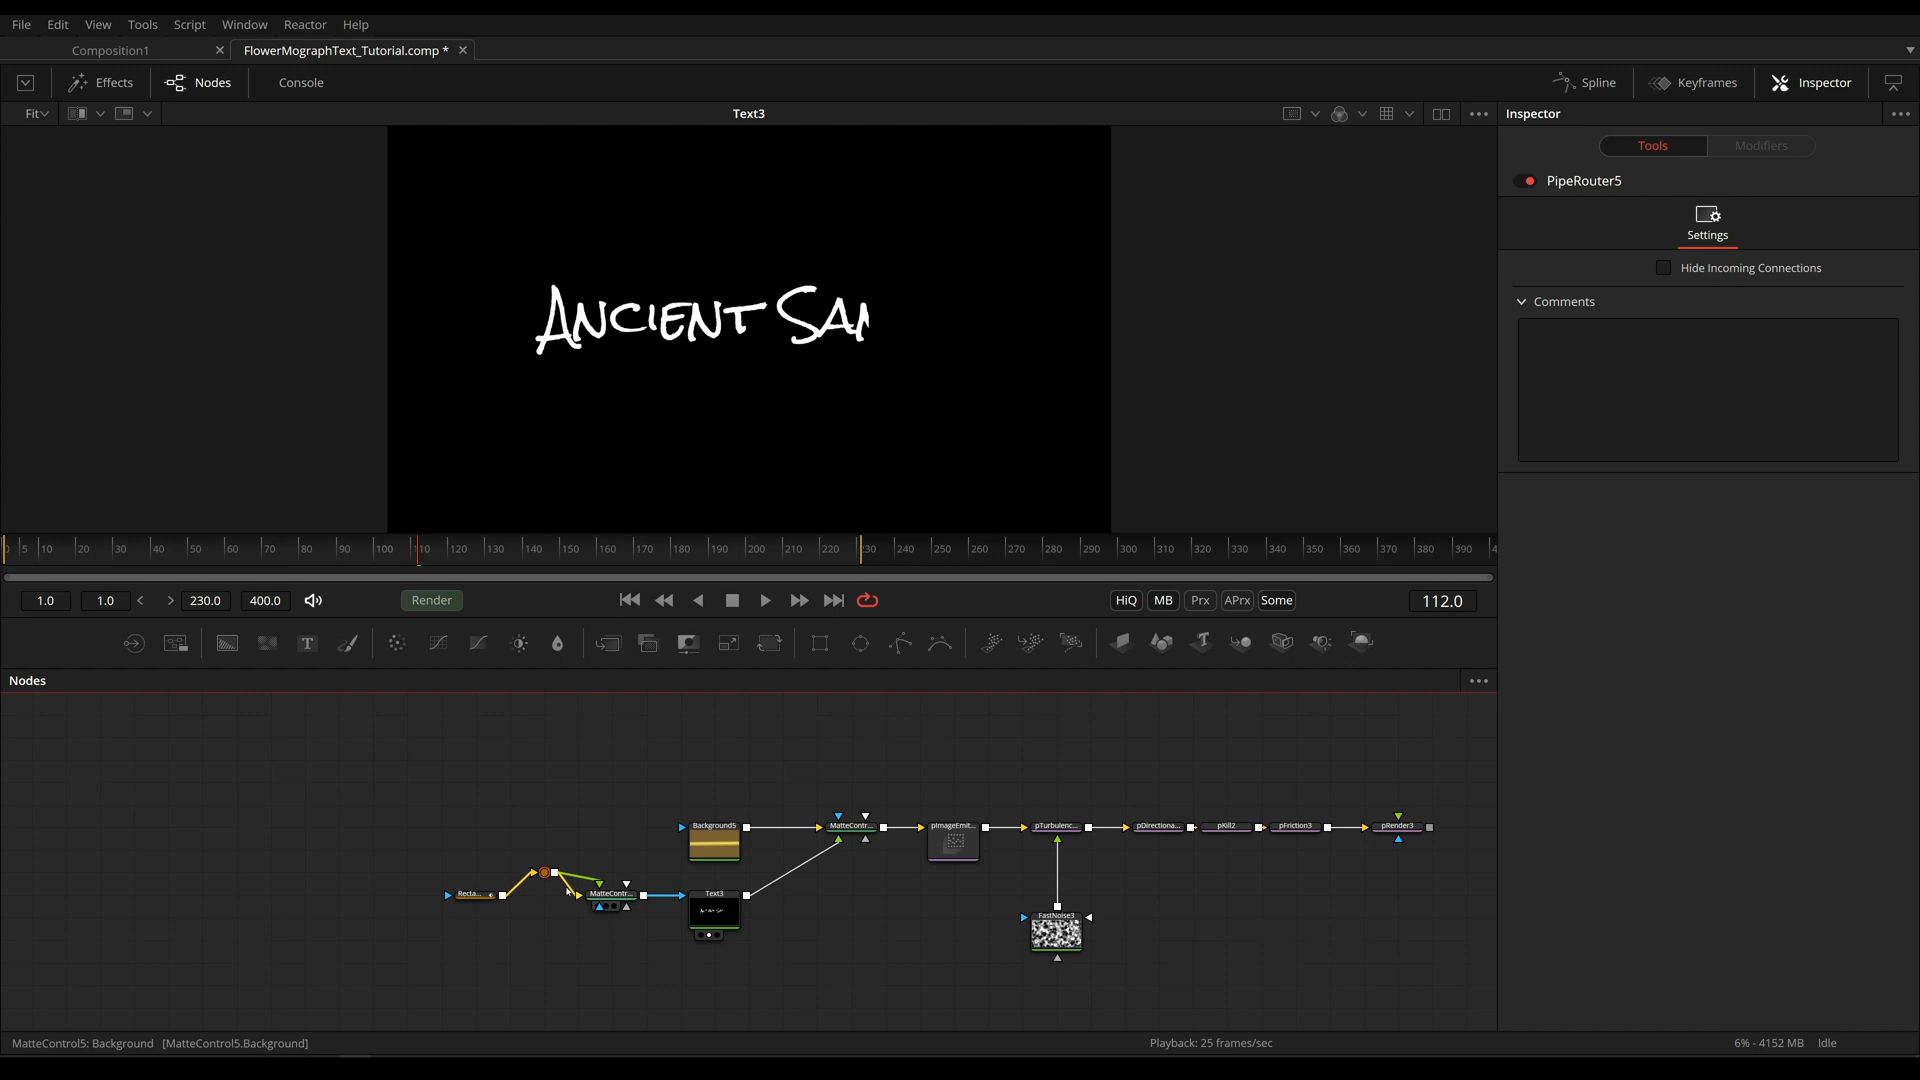 File Edit View Tools Script Window Reactor Help
Composition1 FlowerMographText_Tutorial.comp *
Effects Nodes Console Spline Keyframes Inspector
Fit Text3 Inspector
Tools Modifiers
PipeRouter5
Settings
Hide Incoming Connections
Comments
Ancient Sa
5 10 20 30 40 50 60 70 80 90 100 110 120 130 140 150 160 170 180 190 200 210 220 230 240 250 260 270 280 290 300 310 320 330 340 350 360 370 380 390
1.0 1.0 < > 230.0 400.0 Render HiQ MB Prx APrx Some 112.0
Nodes
Background5 MatteContr... pImageEmit... pTurbulenc... pDirectiona... pKill2 pFriction3 pRender3
Recta... MatteContr... Text3
FastNoise3
MatteControl5: Background [MatteControl5.Background] Playback: 25 frames/sec 6% - 4152 MB Idle